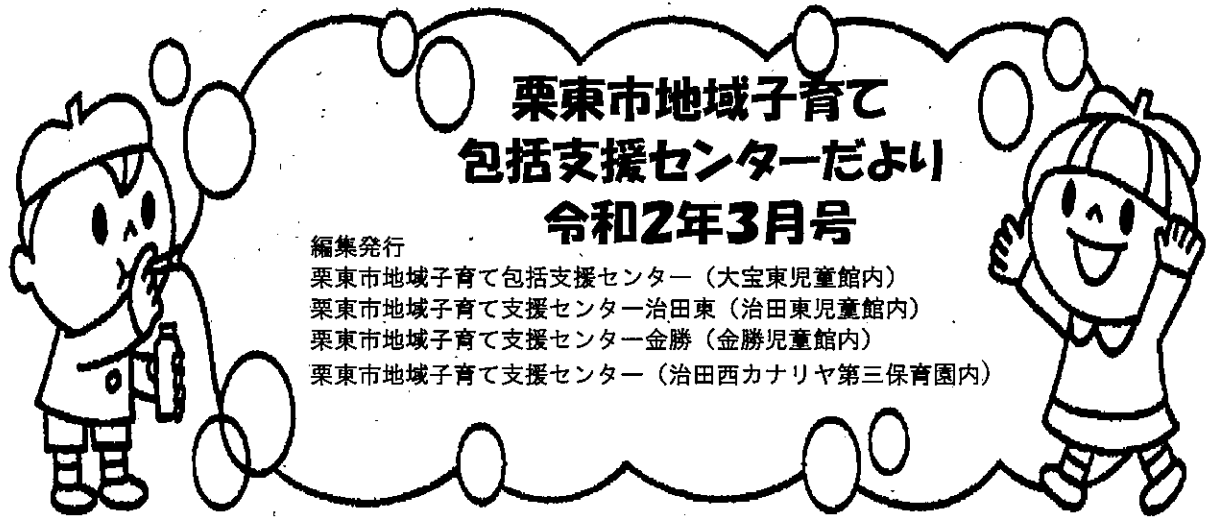 栗東市地域子育て
包括支援センターだより
令和2年3月号
編集発行
栗東市地域子育て包括支援センター（大宝東児童館内）
栗東市地域子育て支援センター治田東（治田東児童館内）
栗東市地域子育て支援センター金勝（金勝児童館内）
栗東市地域子育て支援センター（治田西カナリヤ第三保育園内）